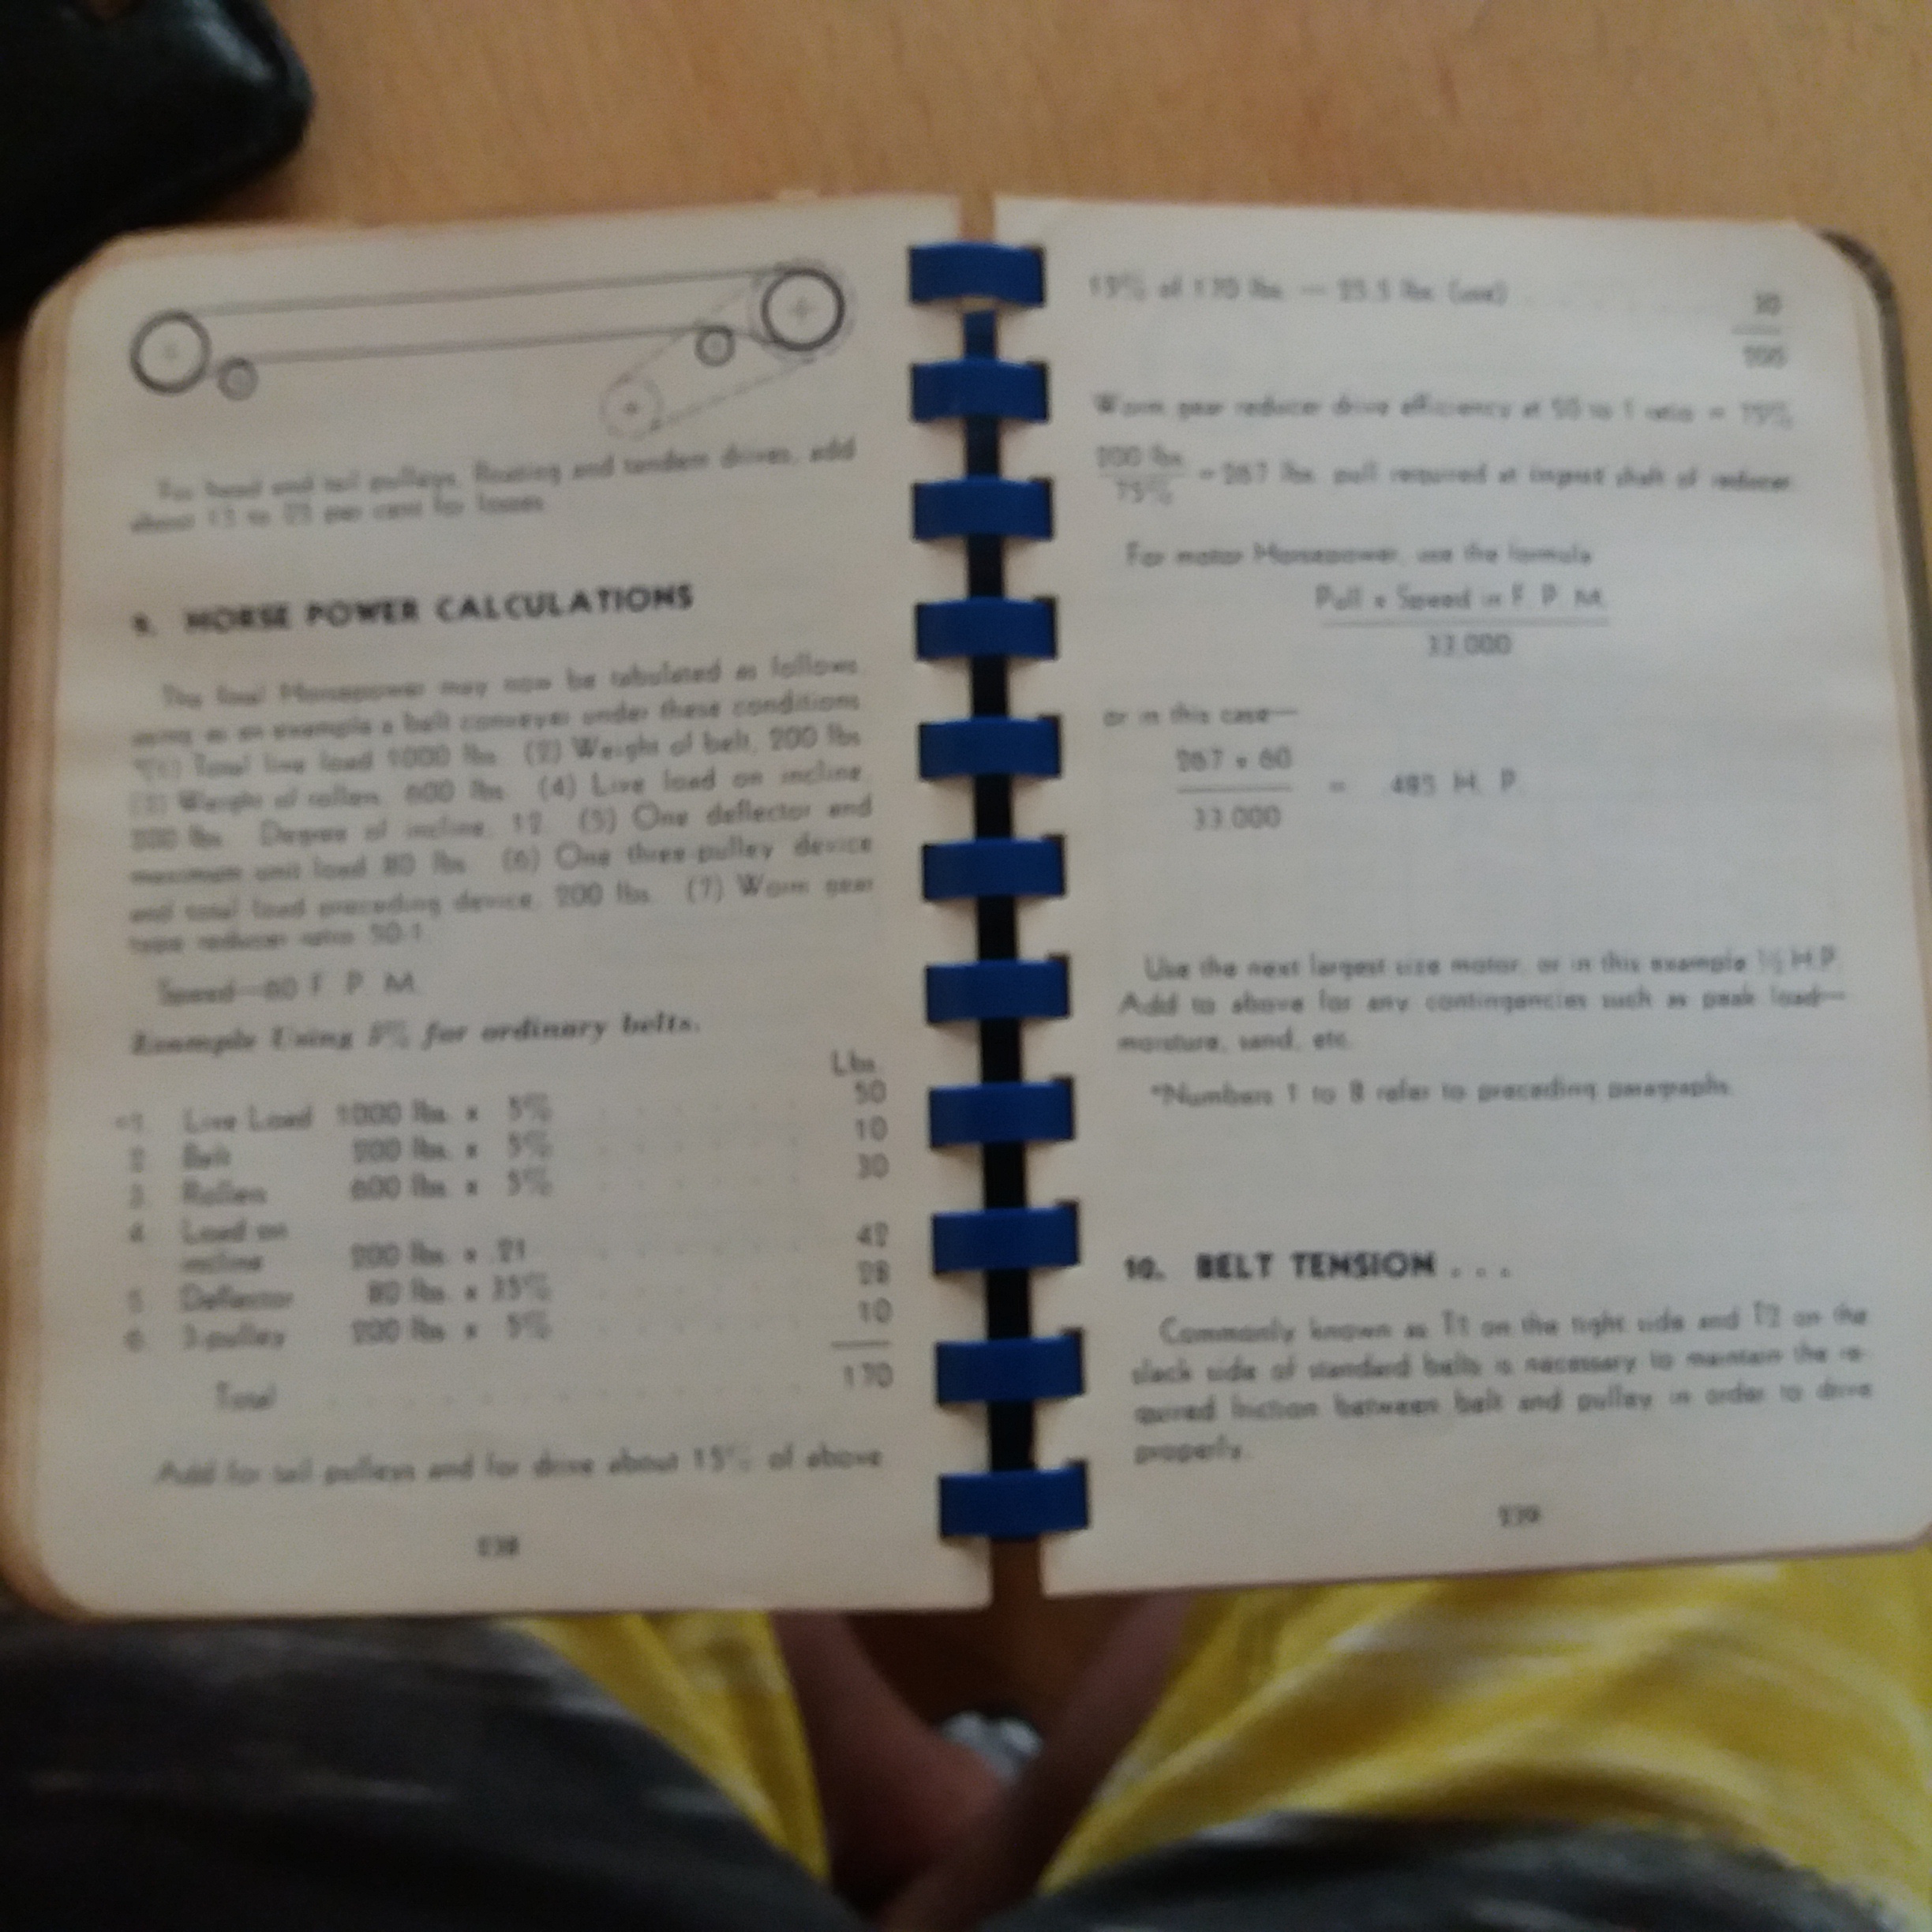 For head and tail pulleys, floating and tandem drives, add
about 15 to 25 per cent for losses.
9. HORSE POWER CALCULATIONS
The final Horsepower may now be tabulated as follows,
using as an example a belt conveyer under these conditions
*(1) Total live load 1000 lbs. (2) Weight of belt, 200 lbs.
(3) Weight of rollers, 600 lbs. (4) Live load on incline,
200 lbs. Degree of incline, 12. (5) One deflector and
maximum unit load 80 lbs. (6) One three-pulley device
and total load preceding device, 200 lbs. (7) Worm gear
type reducer ratio 50-1.
Speed—60 F. P. M.
Example Using 5% for ordinary belts.
Lbs.
*1 Live Load 1000 lbs. x 5% 50
2 Belt 200 lbs. x 5% 10
3 Rollers 600 lbs. x 5% 30
4 Load on
incline 200 lbs. x .21 42
5 Deflector 80 lbs. x 35% 28
6 3-pulley 200 lbs. x 5% 10
Total 170
Add for tail pulleys and for drive about 15% of above
238
15% of 170 lbs. — 25.5 lbs. (use) 30
200
Worm gear reducer drive efficiency at 50 to 1 ratio = 75%
200 lbs.
75% = 267 lbs. pull required at input shaft of reducer.
For motor Horsepower, use the formula
Pull x Speed in F. P. M.
33,000
or in this case—
267 x 60
33,000 = .485 H. P.
Use the next largest size motor, or in this example ½ H.P.
Add to above for any contingencies such as peak load—
moisture, sand, etc.
*Numbers 1 to 8 refer to preceding paragraphs.
10. BELT TENSION . . .
Commonly known as T1 on the tight side and T2 on the
slack side of standard belts is necessary to maintain the re-
quired friction between belt and pulley in order to drive
properly.
239